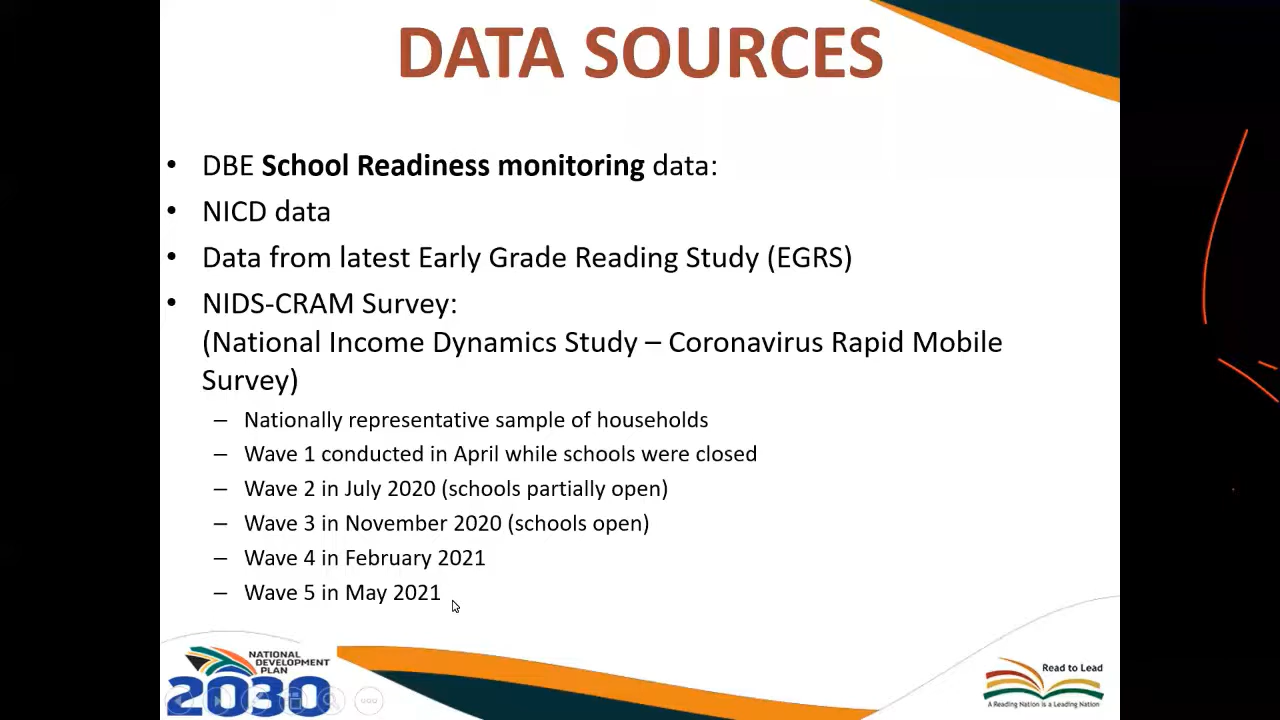 DATA SOURCES
• DBE School Readiness monitoring data:
• NICD data
• Data from latest Early Grade Reading Study (EGRS)
• NIDS-CRAM Survey:
(National Income Dynamics Study – Coronavirus Rapid Mobile
Survey)
– Nationally representative sample of households
– Wave 1 conducted in April while schools were closed
– Wave 2 in July 2020 (schools partially open)
– Wave 3 in November 2020 (schools open)
– Wave 4 in February 2021
– Wave 5 in May 2021
NATIONAL
DEVELOPMENT
PLAN
2030
Read to Lead
A Reading Nation is a Leading Nation